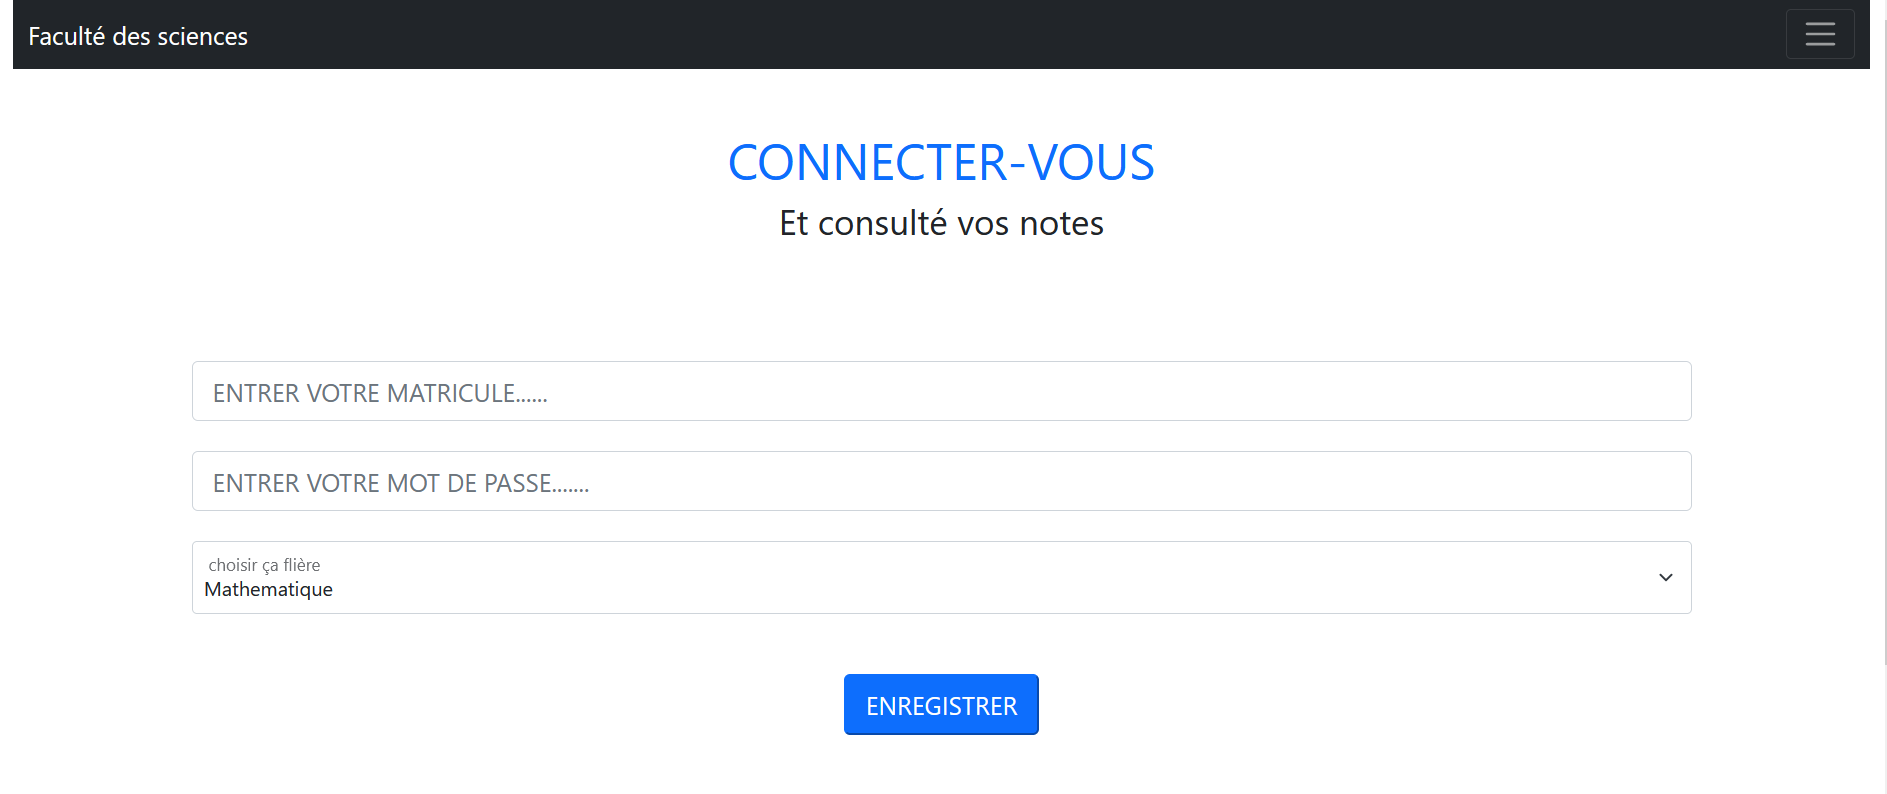 Faculté des sciences
CONNECTER-VOUS
Et consulté vos notes
ENTRER VOTRE MATRICULE......
ENTRER VOTRE MOT DE PASSE.......
choisir ça flière
Mathematique
ENREGISTRER